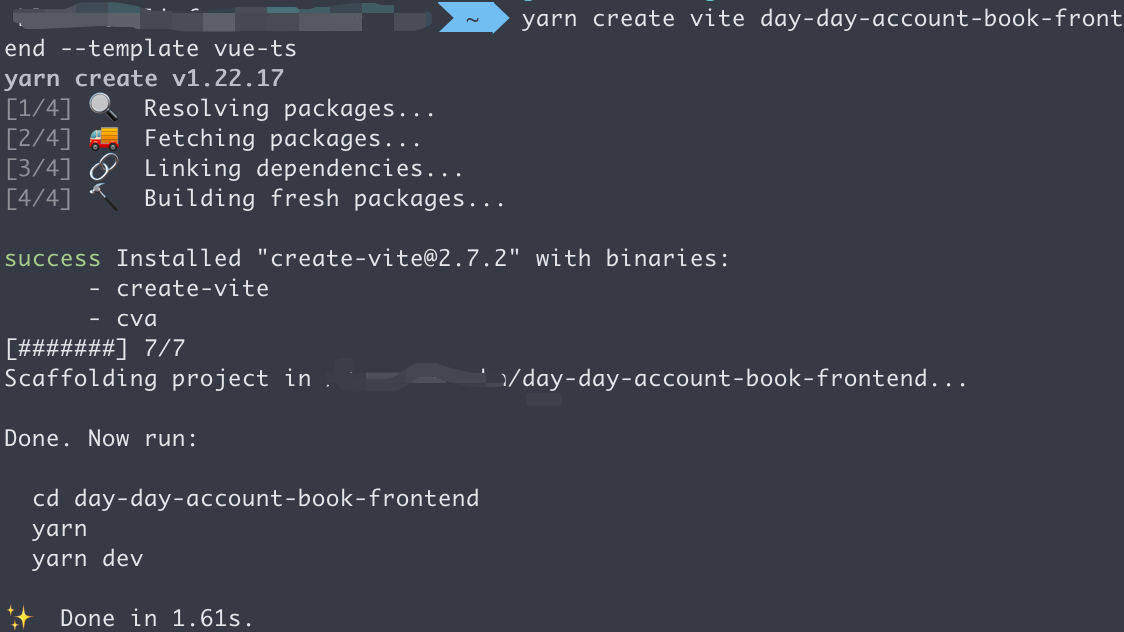 ~ yarn create vite day-day-account-book-front
end --template vue-ts
yarn create v1.22.17
[1/4] 🔍 Resolving packages...
[2/4] 🚚 Fetching packages...
[3/4] 🔗 Linking dependencies...
[4/4] 🔨 Building fresh packages...
success Installed "create-vite@2.7.2" with binaries:
- create-vite
- cva
[#######] 7/7
Scaffolding project in /day-day-account-book-frontend...
Done. Now run:
cd day-day-account-book-frontend
yarn
yarn dev
✨ Done in 1.61s.